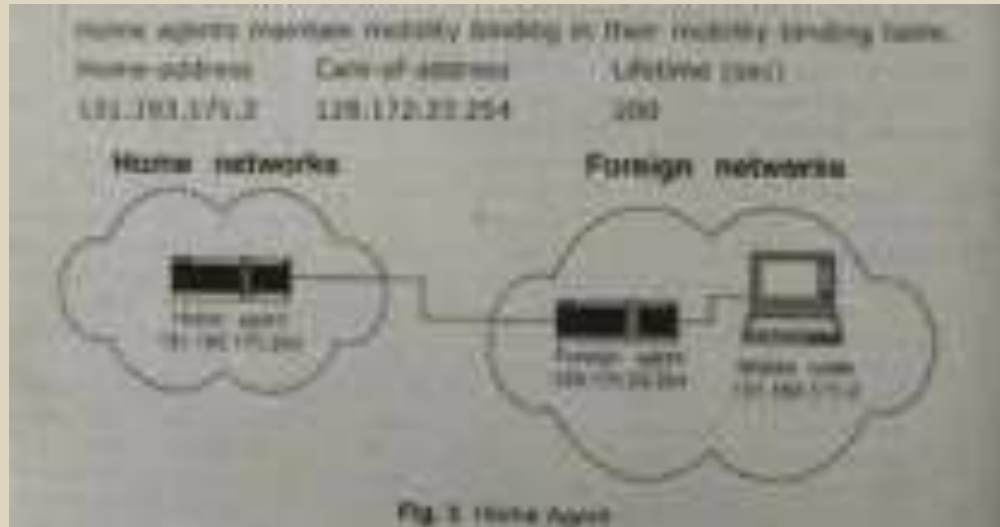 Home agents maintain mobility binding in their mobility binding table.
Home address Care-of address Lifetime (sec)
131.193.171.2 128.172.23.254 200
Home networks Foreign networks
Home agent
Foreign agent
Mobile node
Fig. Home Agent